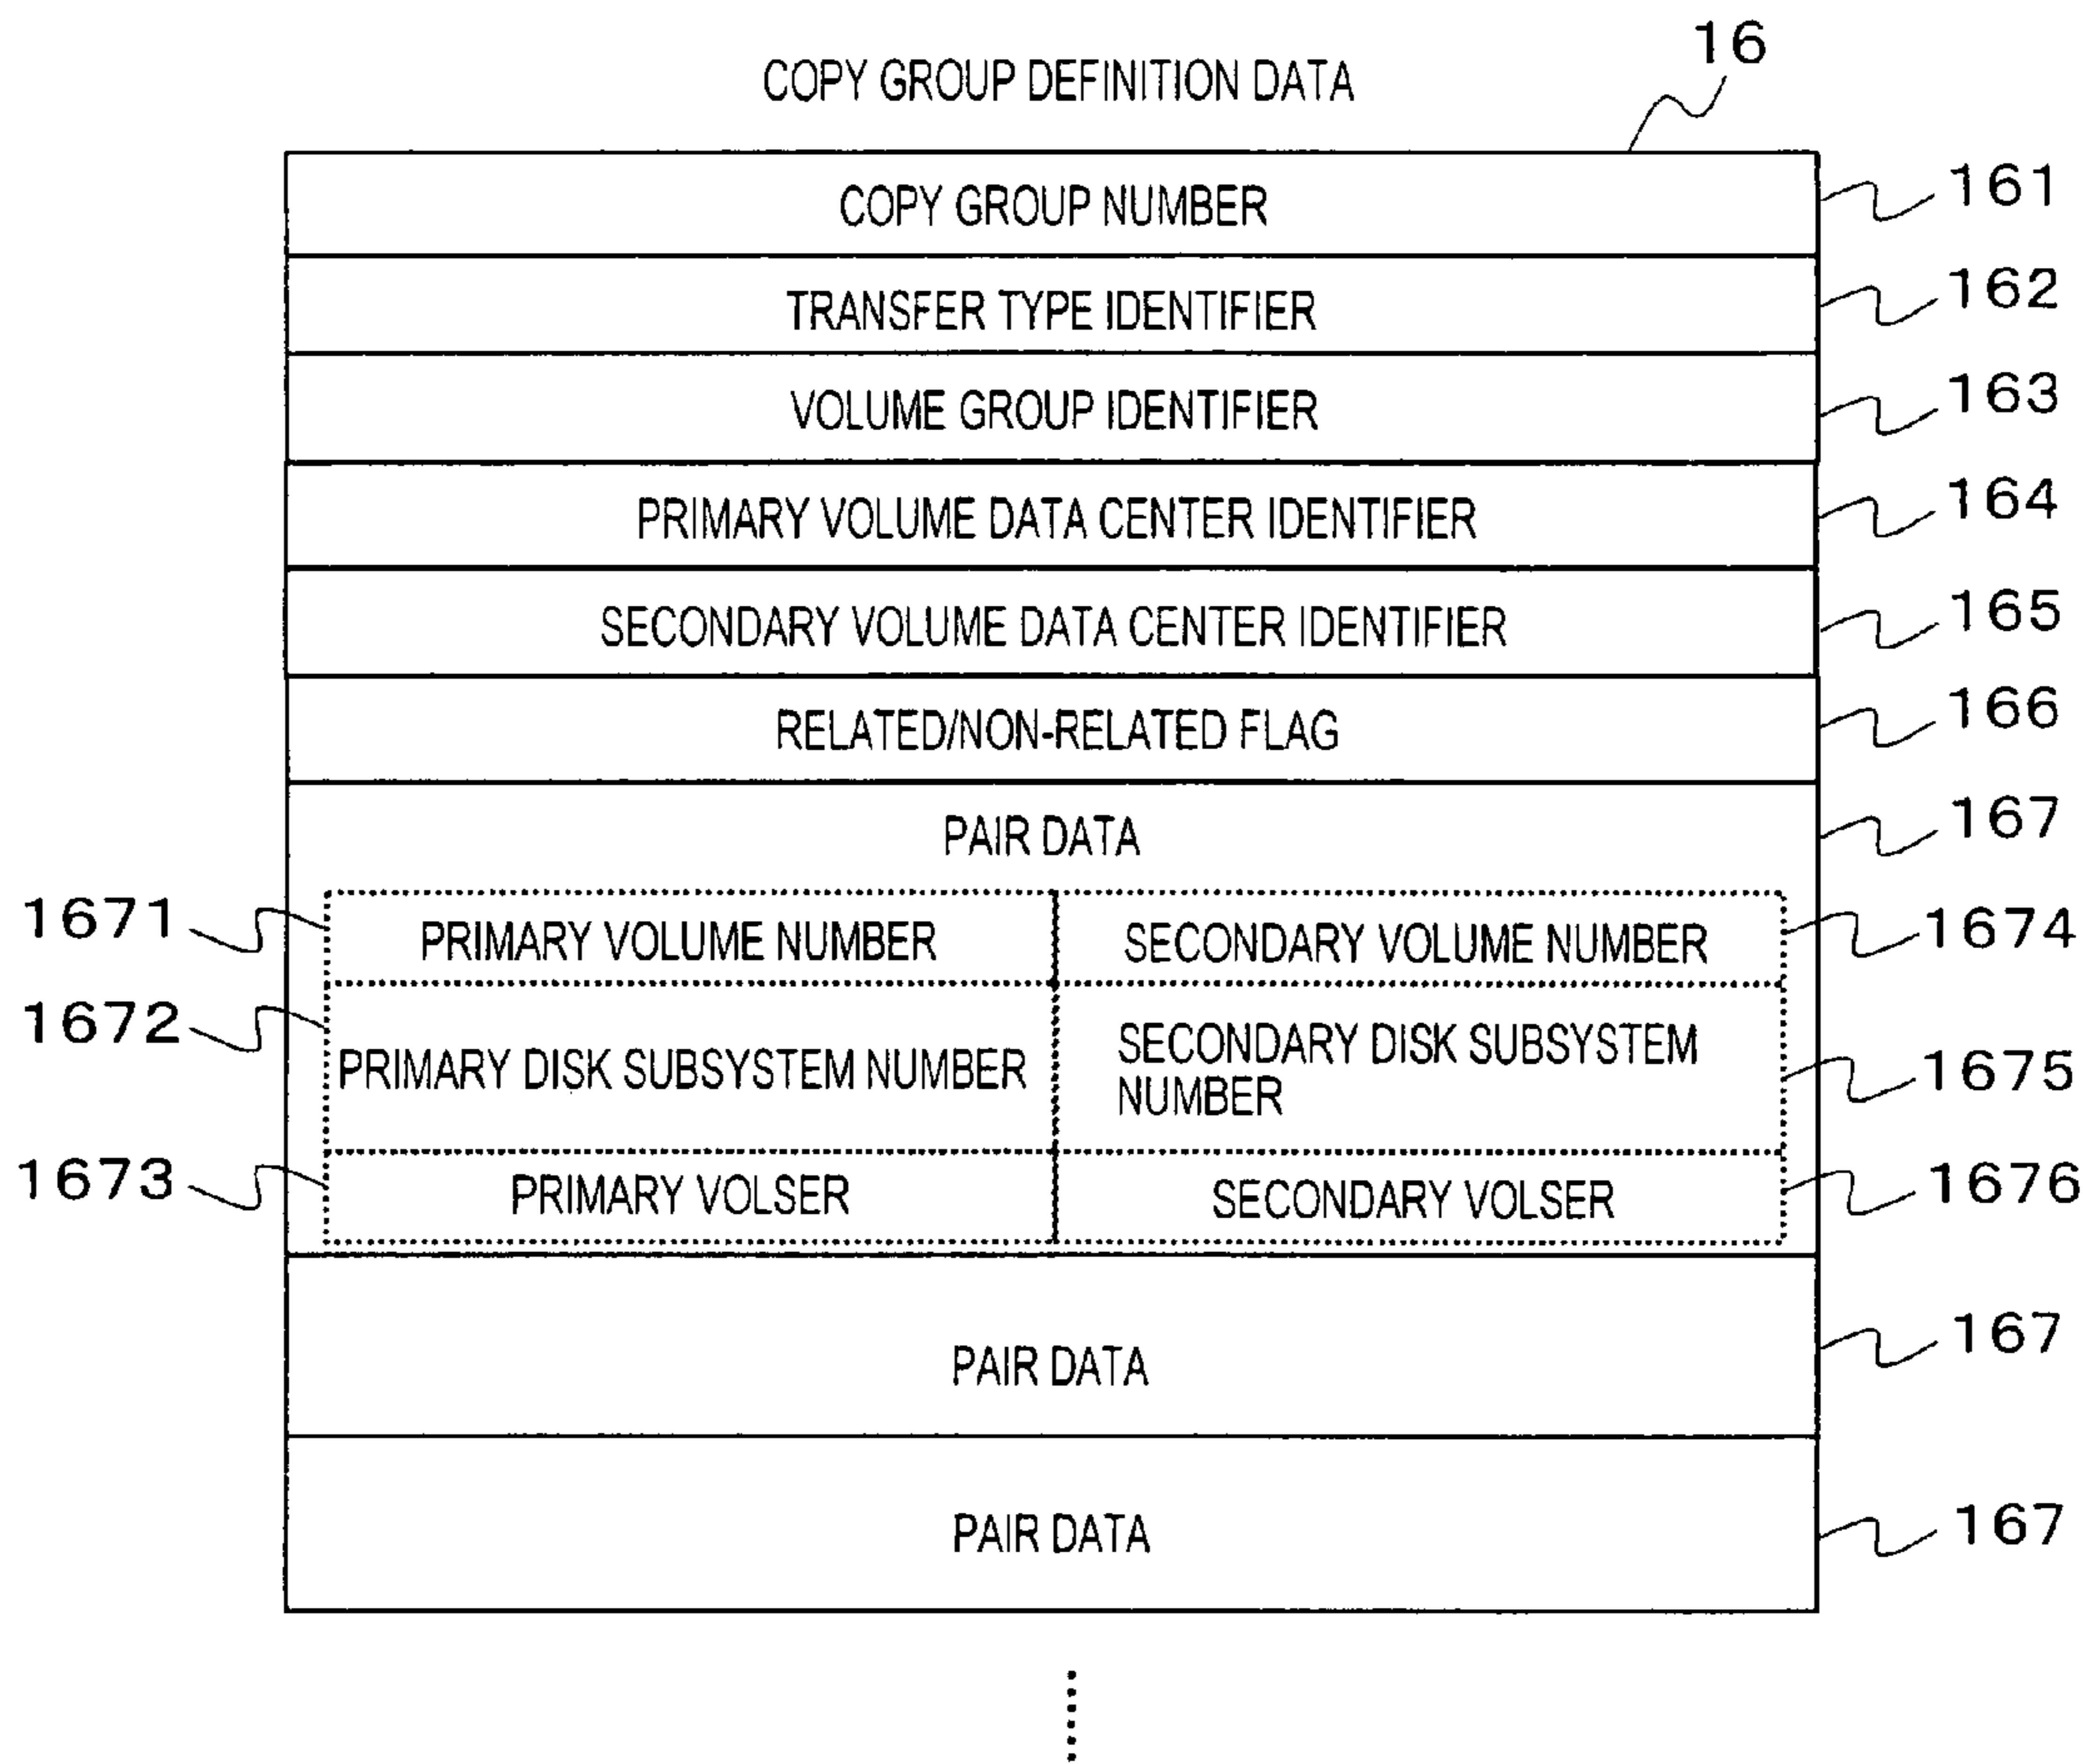 16
COPY GROUP DEFINITION DATA
COPY GROUP NUMBER
161
TRANSFER TYPE IDENTIFIER
162
VOLUME GROUP IDENTIFIER
163
PRIMARY VOLUME DATA CENTER IDENTIFIER
164
SECONDARY VOLUME DATA CENTER IDENTIFIER
165
RELATED/NON-RELATED FLAG
166
PAIR DATA
167
1671
PRIMARY VOLUME NUMBER
SECONDARY VOLUME NUMBER
1674
1672
PRIMARY DISK SUBSYSTEM NUMBER
SECONDARY DISK SUBSYSTEM
NUMBER
1675
1673
PRIMARY VOLSER
SECONDARY VOLSER
1676
PAIR DATA
167
PAIR DATA
167